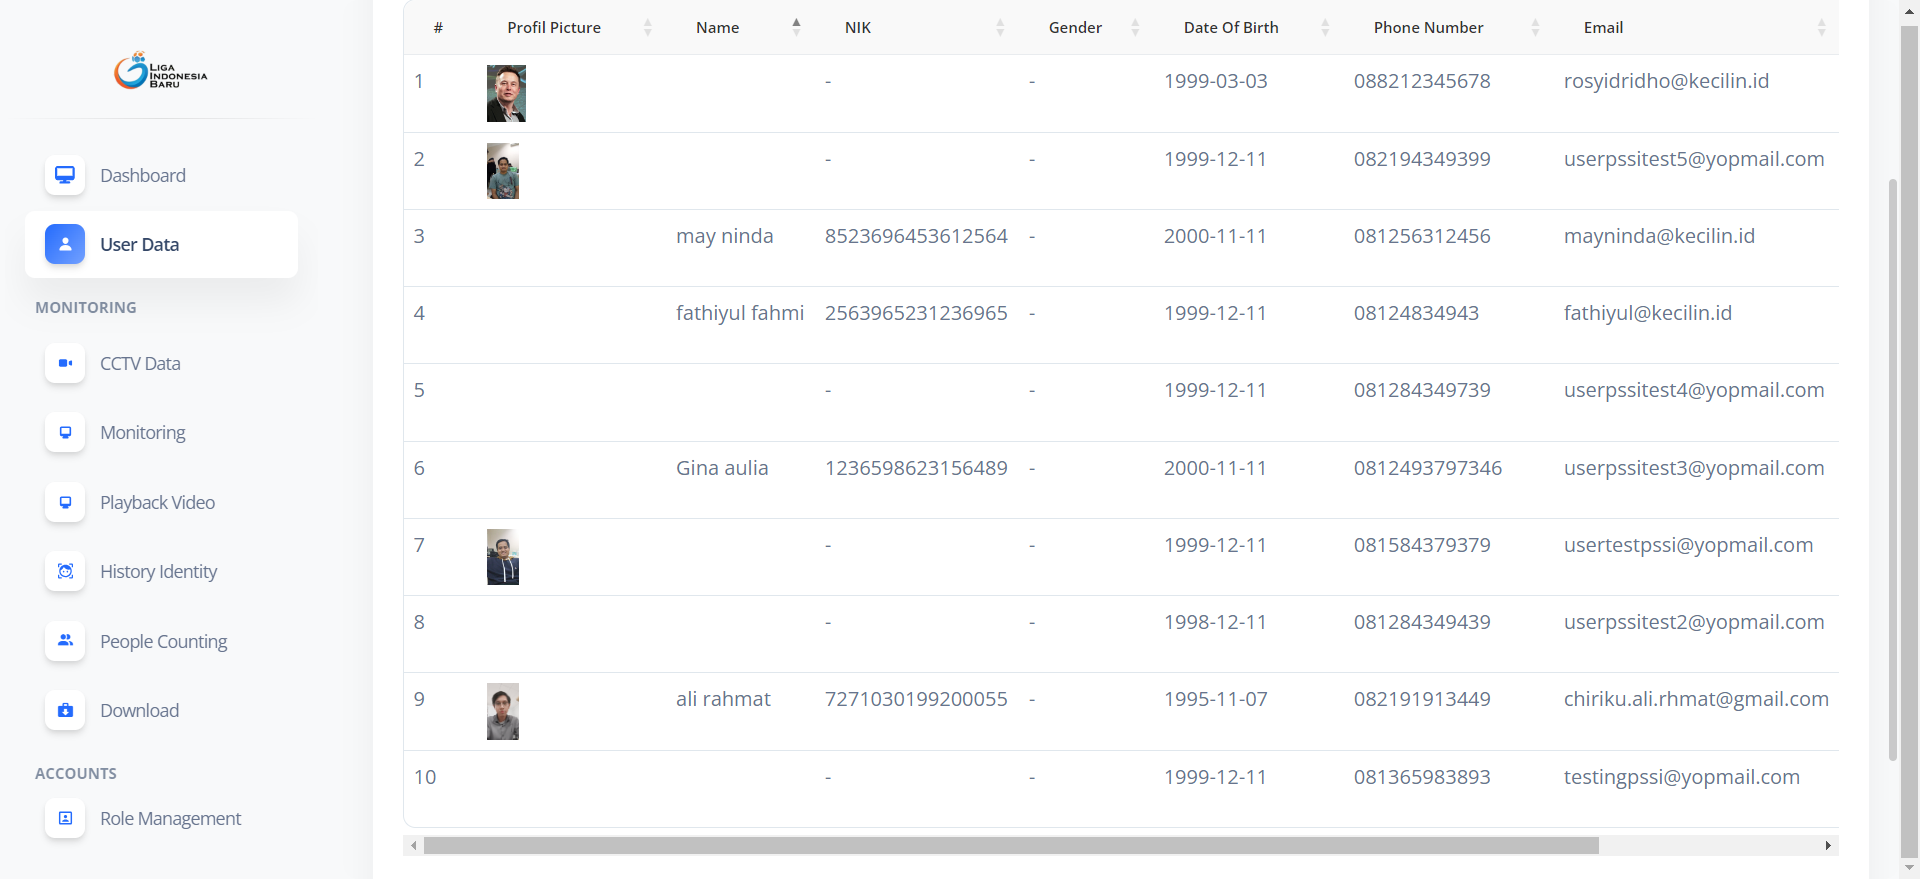 LIGA
INDONESIA
BARU
Dashboard
User Data
MONITORING
CCTV Data
Monitoring
Playback Video
History Identity
People Counting
Download
ACCOUNTS
Role Management
# Profil Picture Name NIK Gender Date Of Birth Phone Number Email
1 - - 1999-03-03 088212345678 rosyidridho@kecilin.id
2 - - 1999-12-11 082194349399 userpssitest5@yopmail.com
3 may ninda 8523696453612564 - 2000-11-11 081256312456 mayninda@kecilin.id
4 fathiyul fahmi 2563965231236965 - 1999-12-11 08124834943 fathiyul@kecilin.id
5 - - 1999-12-11 081284349739 userpssitest4@yopmail.com
6 Gina aulia 1236598623156489 - 2000-11-11 0812493797346 userpssitest3@yopmail.com
7 - - 1999-12-11 081584379379 usertestpssi@yopmail.com
8 - - 1998-12-11 081284349439 userpssitest2@yopmail.com
9 ali rahmat 7271030199200055 - 1995-11-07 082191913449 chiriku.ali.rhmat@gmail.com
10 - - 1999-12-11 081365983893 testingpssi@yopmail.com